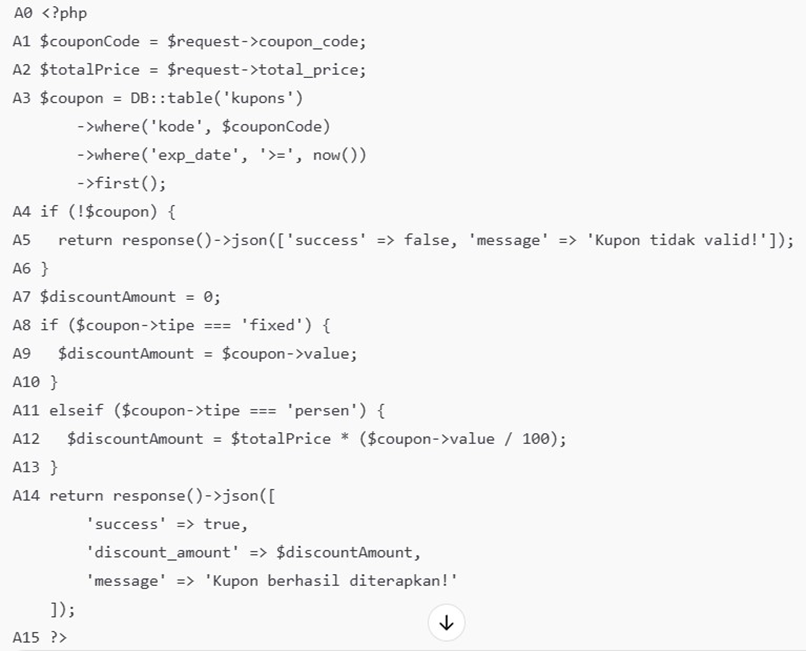 A0 <?php
A1 $couponCode = $request->coupon_code;
A2 $totalPrice = $request->total_price;
A3 $coupon = DB::table('kupons')
->where('kode', $couponCode)
->where('exp_date', '>=', now())
->first();
A4 if (!$coupon) {
A5 return response()->json(['success' => false, 'message' => 'Kupon tidak valid!']);
A6 }
A7 $discountAmount = 0;
A8 if ($coupon->tipe === 'fixed') {
A9 $discountAmount = $coupon->value;
A10 }
A11 elseif ($coupon->tipe === 'persen') {
A12 $discountAmount = $totalPrice * ($coupon->value / 100);
A13 }
A14 return response()->json([
'success' => true,
'discount_amount' => $discountAmount,
'message' => 'Kupon berhasil diterapkan!'
]);
A15 ?>